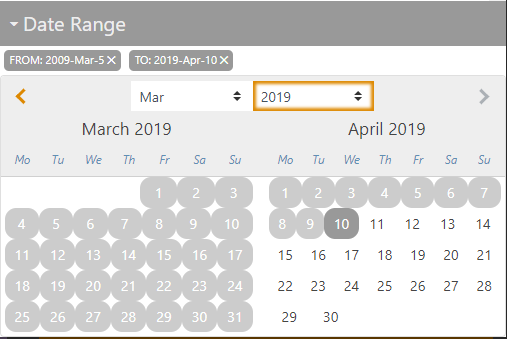 Date Range
FROM: 2009-Mar-5 × TO: 2019-Apr-10 ×
Mar 2019
March 2019 April 2019
Mo Tu We Th Fr Sa Su Mo Tu We Th Fr Sa Su
1 2 3 1 2 3 4 5 6 7
4 5 6 7 8 9 10 8 9 10 11 12 13 14
11 12 13 14 15 16 17 15 16 17 18 19 20 21
18 19 20 21 22 23 24 22 23 24 25 26 27 28
25 26 27 28 29 30 31 29 30